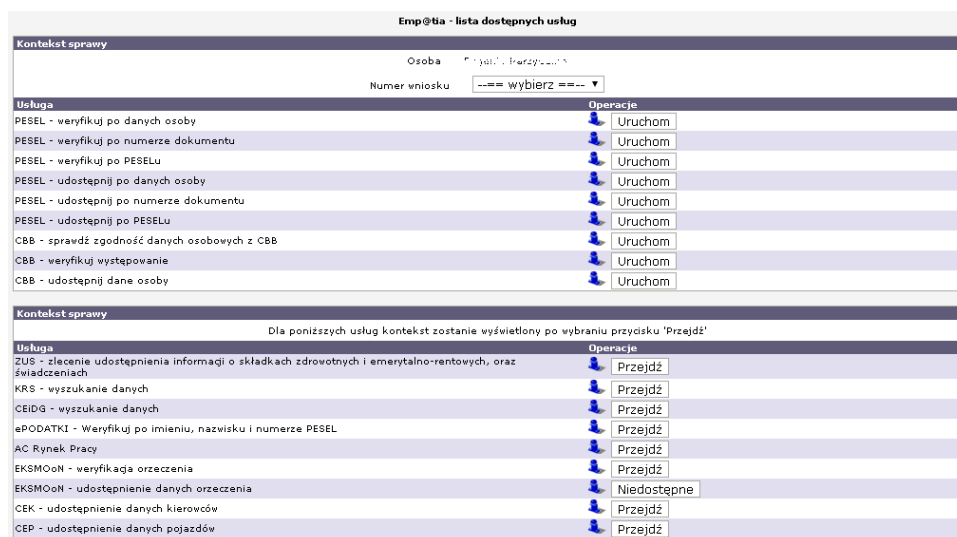 Emp@tia - lista dostępnych usług
Kontekst sprawy
Osoba
Numer wniosku --== wybierz ==--
Usługa Operacje
PESEL - weryfikuj po danych osoby Uruchom
PESEL - weryfikuj po numerze dokumentu Uruchom
PESEL - weryfikuj po PESELu Uruchom
PESEL - udostępnij po danych osoby Uruchom
PESEL - udostępnij po numerze dokumentu Uruchom
PESEL - udostępnij po PESELu Uruchom
CBB - sprawdź zgodność danych osobowych z CBB Uruchom
CBB - weryfikuj występowanie Uruchom
CBB - udostępnij dane osoby Uruchom
Kontekst sprawy
Dla poniższych usług kontekst zostanie wyświetlony po wybraniu przycisku 'Przejdź'
Usługa Operacje
ZUS - zlecenie udostępnienia informacji o składkach zdrowotnych i emerytalno-rentowych, oraz
świadczeniach Przejdź
KRS - wyszukanie danych Przejdź
CEiDG - wyszukanie danych Przejdź
ePODATKI - Weryfikuj po imieniu, nazwisku i numerze PESEL Przejdź
AC Rynek Pracy Przejdź
EKSMOoN - weryfikacja orzeczenia Przejdź
EKSMOoN - udostępnienie danych orzeczenia Niedostępne
CEK - udostępnienie danych kierowców Przejdź
CEP - udostępnienie danych pojazdów Przejdź